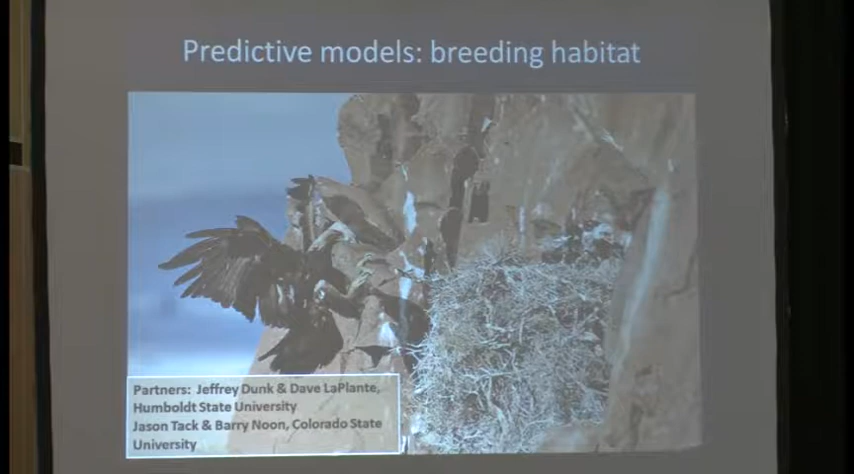 Predictive models: breeding habitat
Partners: Jeffrey Dunk & Dave LaPlante,
Humboldt State University
Jason Tack & Barry Noon, Colorado State
University